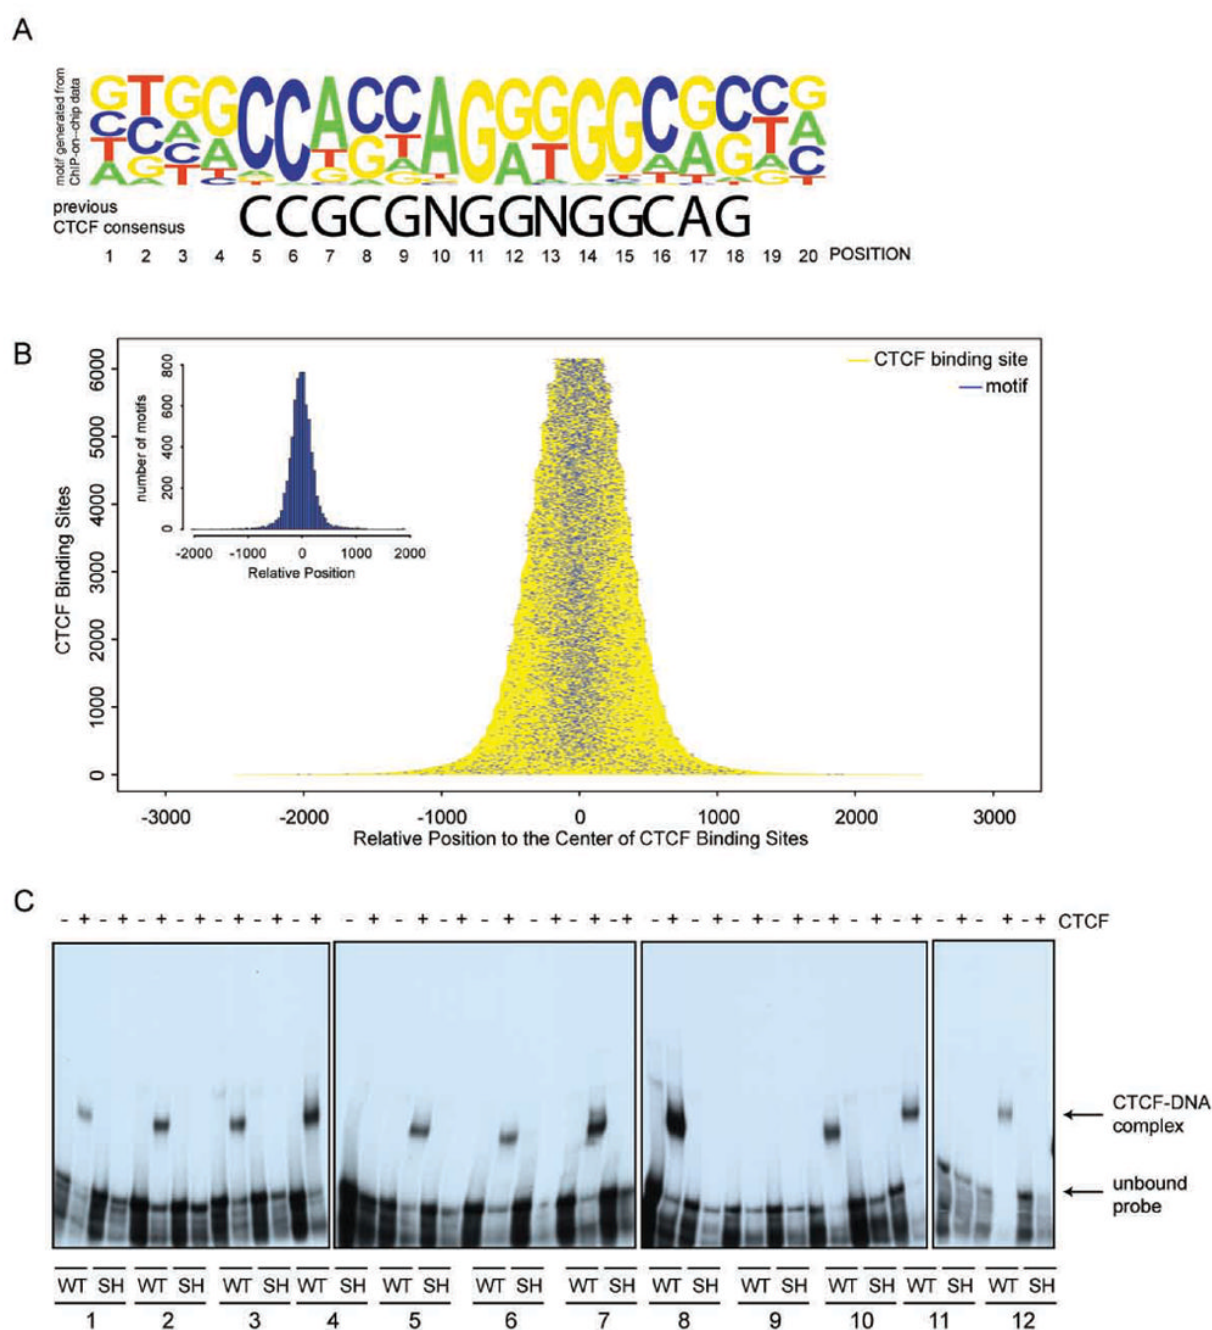 A
motif generated from
ChIP-on-chip data
GTGGCCACCAGGGGGCGCCG
previous
CTCF consensus
CCGCGNGGNGGCAG
1 2 3 4 5 6 7 8 9 10 11 12 13 14 15 16 17 18 19 20 POSITION
B
CTCF Binding Sites
6000
5000
4000
3000
2000
1000
0
number of motifs
800
600
400
200
0
-2000 -1000 0 1000 2000
Relative Position
CTCF binding site
motif
-3000 -2000 -1000 0 1000 2000 3000
Relative Position to the Center of CTCF Binding Sites
C
- + - + - + - + - + - + - + - + - + - + - + - + - + - + - + - + - + - + - + - + - + - + - + - + CTCF
CTCF-DNA
complex
unbound
probe
WT SH WT SH WT SH WT SH WT SH WT SH WT SH WT SH WT SH WT SH WT SH WT SH
1 2 3 4 5 6 7 8 9 10 11 12